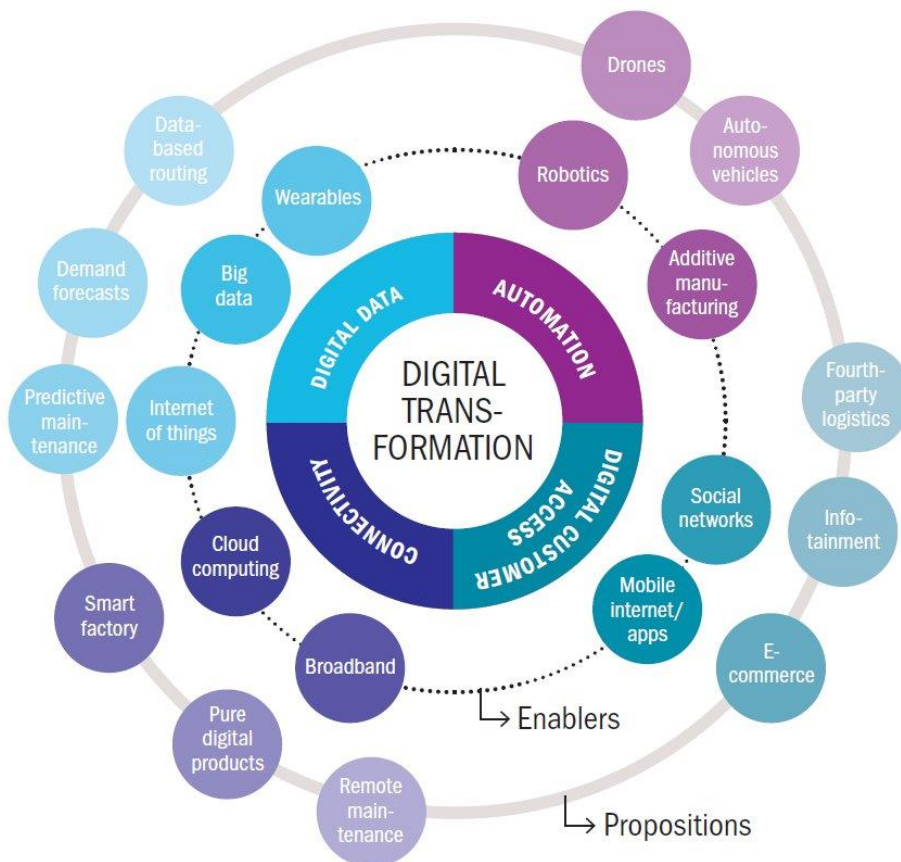 Drones
Data-
based
routing
Auto-
nomous
vehicles
Wearables
Robotics
Demand
forecasts
Big
data
Additive
manu-
facturing
DIGITAL DATA
AUTOMATION
Predictive
main-
tenance
Internet
of things
DIGITAL
TRANS-
FORMATION
Fourth-
party
logistics
CONNECTIVITY
DIGITAL CUSTOMER
ACCESS
Social
networks
Info-
tainment
Cloud
computing
Mobile
internet/
apps
Smart
factory
Broadband
E-
commerce
Enablers
Pure
digital
products
Remote
main-
tenance
Propositions